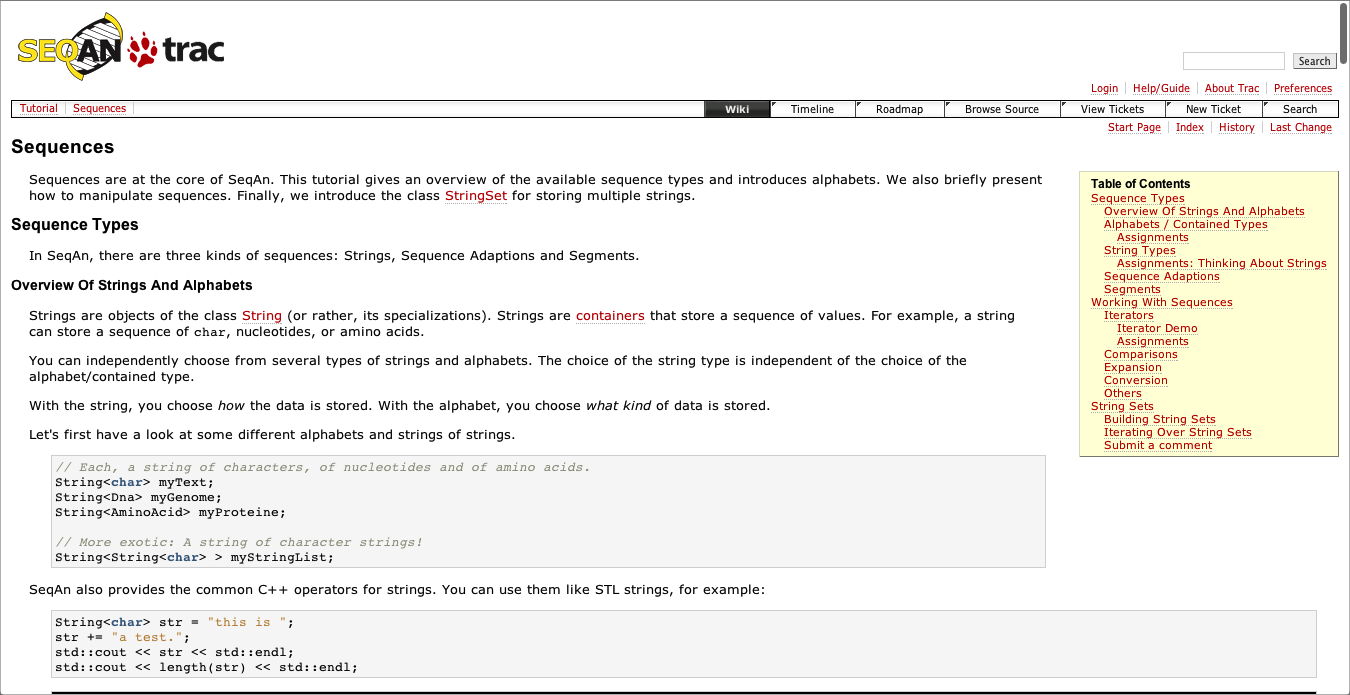 SEQAN trac
Search
Login Help/Guide About Trac Preferences
Tutorial Sequences Wiki Timeline Roadmap Browse Source View Tickets New Ticket Search
Start Page Index History Last Change
Sequences
Sequences are at the core of SeqAn. This tutorial gives an overview of the available sequence types and introduces alphabets. We also briefly present
how to manipulate sequences. Finally, we introduce the class StringSet for storing multiple strings.
Sequence Types
In SeqAn, there are three kinds of sequences: Strings, Sequence Adaptions and Segments.
Overview Of Strings And Alphabets
Strings are objects of the class String (or rather, its specializations). Strings are containers that store a sequence of values. For example, a string
can store a sequence of char, nucleotides, or amino acids.
You can independently choose from several types of strings and alphabets. The choice of the string type is independent of the choice of the
alphabet/contained type.
With the string, you choose how the data is stored. With the alphabet, you choose what kind of data is stored.
Let's first have a look at some different alphabets and strings of strings.
// Each, a string of characters, of nucleotides and of amino acids.
String<char> myText;
String<Dna> myGenome;
String<AminoAcid> myProteine;
// More exotic: A string of character strings!
String<String<char> > myStringList;
SeqAn also provides the common C++ operators for strings. You can use them like STL strings, for example:
String<char> str = "this is ";
str += "a test.";
std::cout << str << std::endl;
std::cout << length(str) << std::endl;
Table of Contents
Sequence Types
Overview Of Strings And Alphabets
Alphabets / Contained Types
Assignments
String Types
Assignments: Thinking About Strings
Sequence Adaptions
Segments
Working With Sequences
Iterators
Iterator Demo
Assignments
Comparisons
Expansion
Conversion
Others
String Sets
Building String Sets
Iterating Over String Sets
Submit a comment